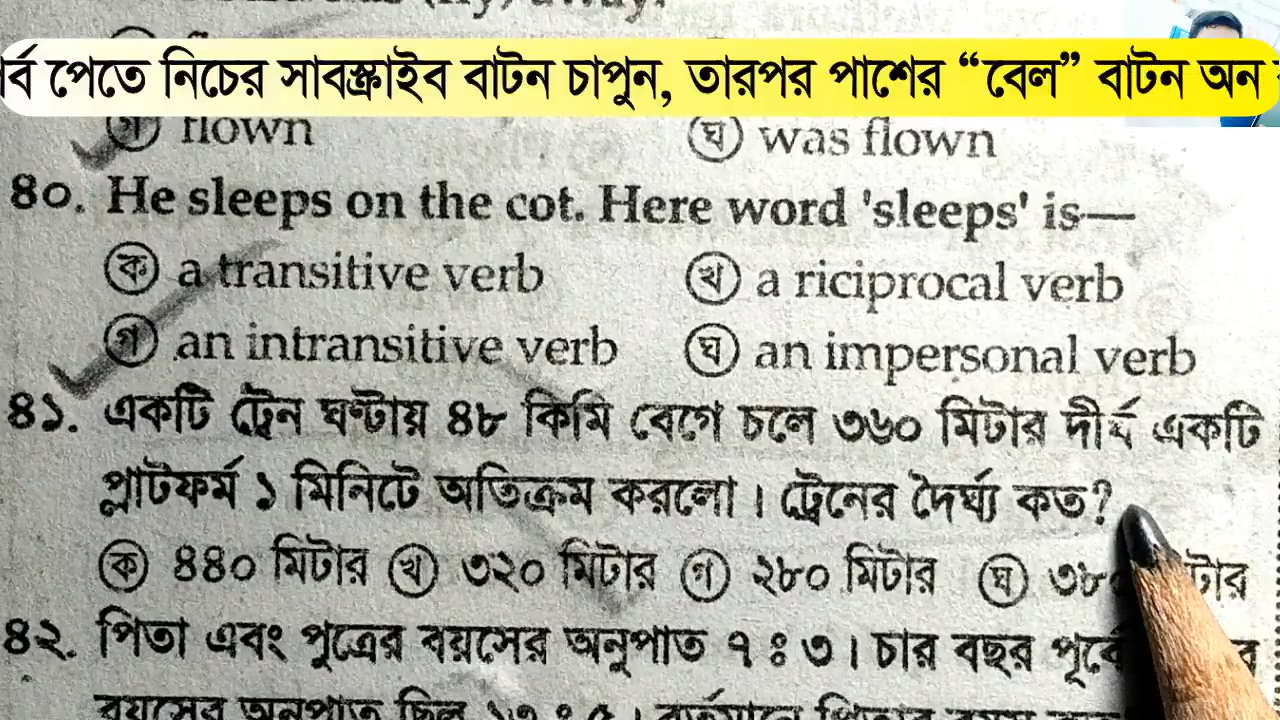 পেতে নিচের সাবস্ক্রাইব বাটন চাপুন, তারপর পাশের “বেল” বাটন অন
গ flown ঘ was flown
৪০. He sleeps on the cot. Here word 'sleeps' is—
ক a transitive verb খ a riciprocal verb
গ an intransitive verb ঘ an impersonal verb
৪১. একটি ট্রেন ঘণ্টায় ৪৮ কিমি বেগে চলে ৩৬০ মিটার দীর্ঘ একটি
প্লাটফর্ম ১ মিনিটে অতিক্রম করলো। ট্রেনের দৈর্ঘ্য কত?
ক ৪৪০ মিটার খ ৩২০ মিটার গ ২৮০ মিটার ঘ
৪২. পিতা এবং পুত্রের বয়সের অনুপাত ৭ ঃ ৩। চার বছর পূর্বে
বয়সের অনুপাত ছিল